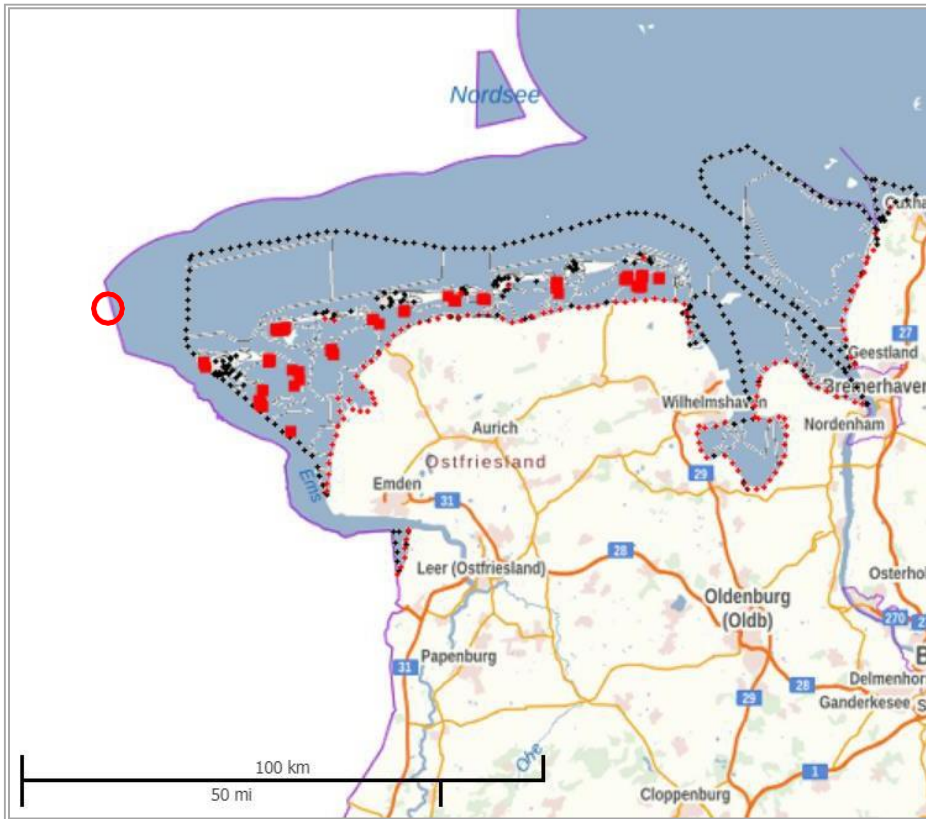 Nordsee
Cuxha
27
Geestland
Bremerhaven
Wilhelmshaven
Nordenham
Aurich
Ostfriesland
29
Ems
Emden
31
Leer (Ostfriesland)
28
Osterhol
Oldenburg
(Oldb)
270
2
Papenburg
31
B
28
Delmenhor
29
Ganderkesee
S
Ohe
100 km
50 mi
1
Cloppenburg